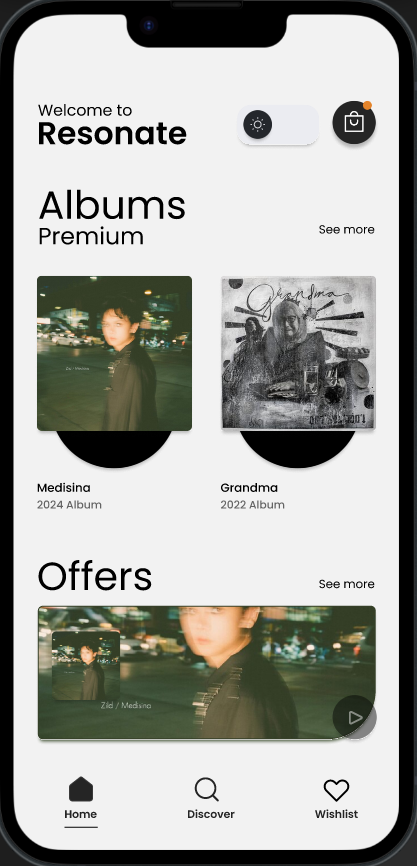 Welcome to
Resonate
Albums
Premium
See more
Zild / Medisina
Grandma
Medisina
2024 Album
Grandma
2022 Album
Offers
See more
Zild / Medisina
Home
Discover
Wishlist